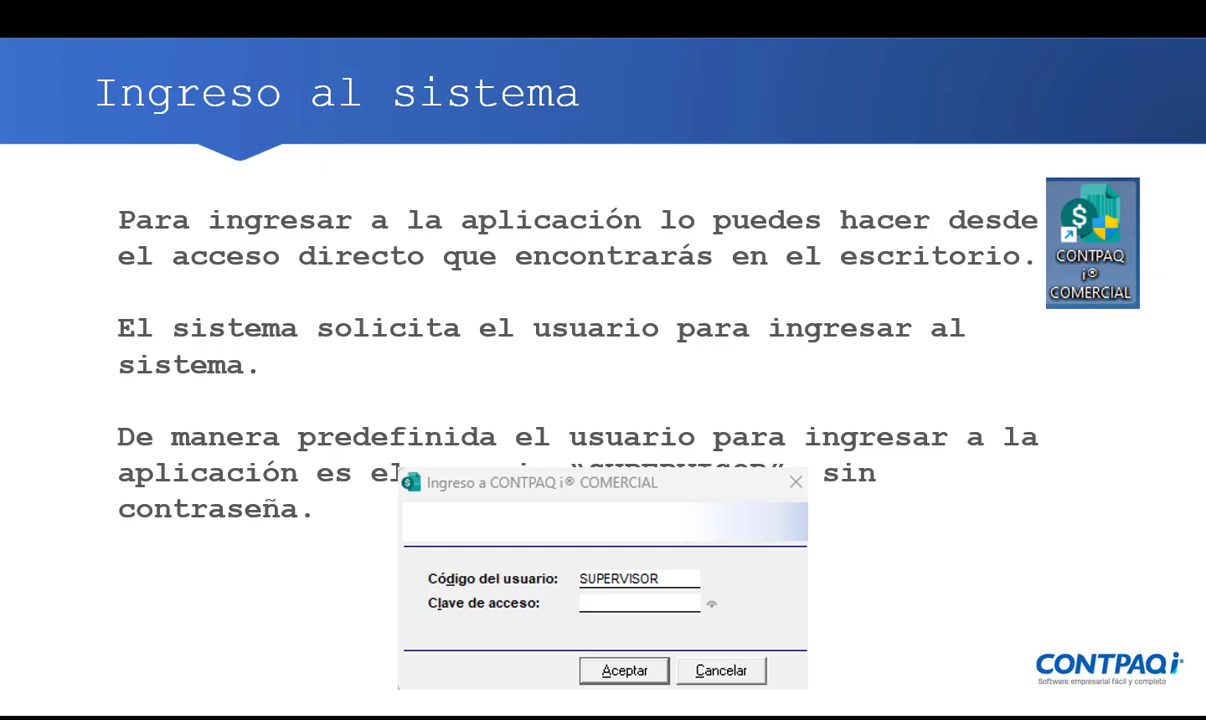 Ingreso al sistema
Para ingresar a la aplicación lo puedes hacer desde
el acceso directo que encontrarás en el escritorio.
CONTPAQ
i®
COMERCIAL
El sistema solicita el usuario para ingresar al
sistema.
De manera predefinida el usuario para ingresar a la
aplicación es el "SUPERVISOR" sin
contraseña.
Ingreso a CONTPAQ i® COMERCIAL
Código del usuario: SUPERVISOR
Clave de acceso:
Aceptar Cancelar
CONTPAQ i®
Software empresarial fácil y completo